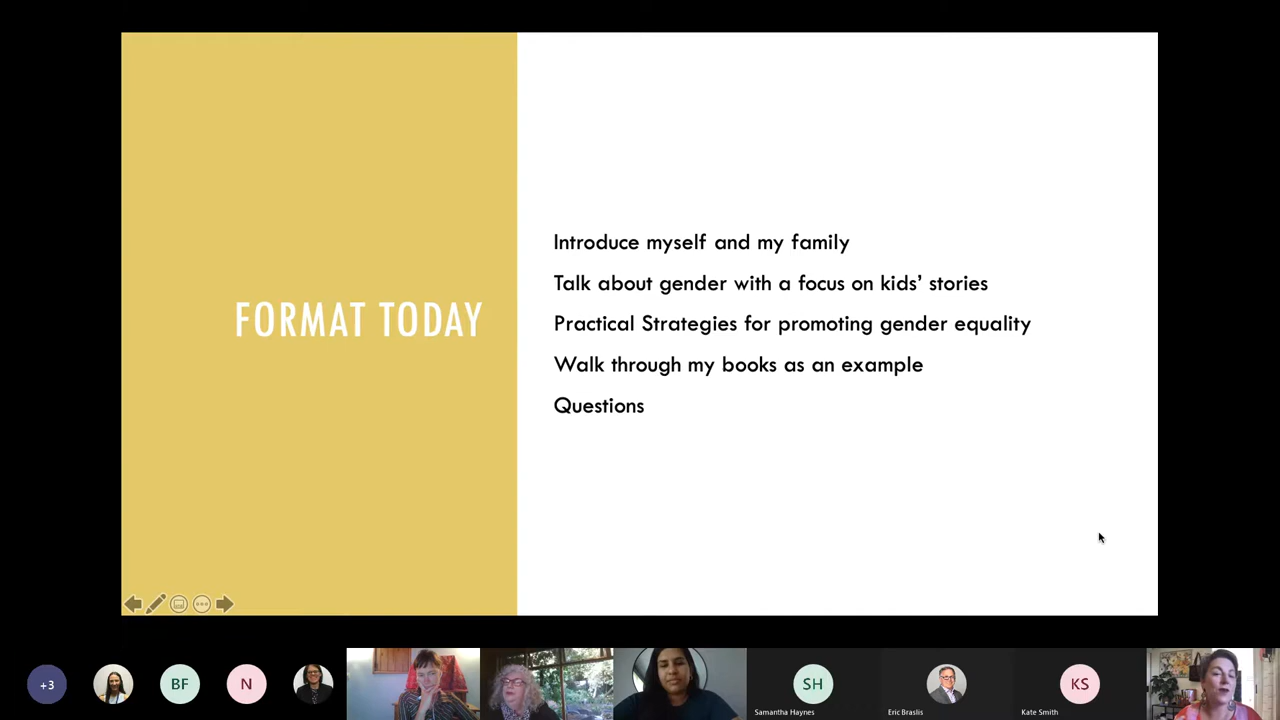 FORMAT TODAY
Introduce myself and my family
Talk about gender with a focus on kids’ stories
Practical Strategies for promoting gender equality
Walk through my books as an example
Questions
+3
BF
N
SH
KS
Samantha Haynes
Eric Braslis
Kate Smith